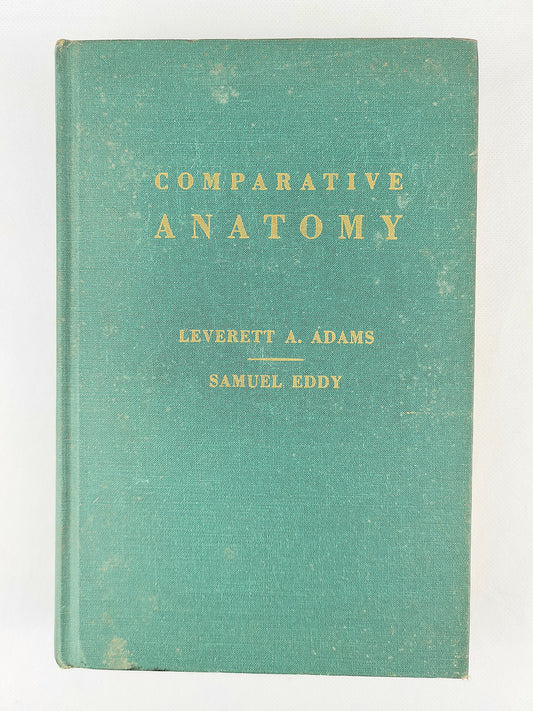 COMPARATIVE
ANATOMY
LEVERETT A. ADAMS
SAMUEL EDDY